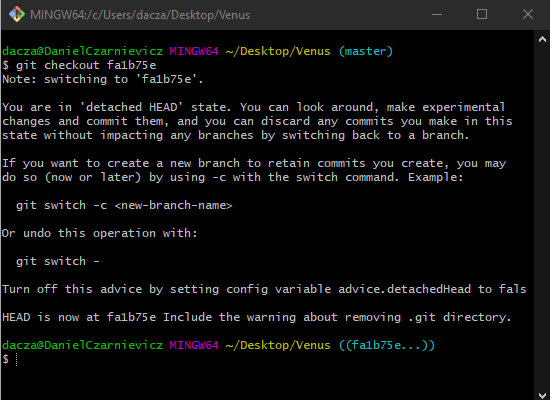 MINGW64:/c/Users/dacza/Desktop/Venus
dacza@DanielCzarnievicz MINGW64 ~/Desktop/Venus (master)
$ git checkout fa1b75e
Note: switching to 'fa1b75e'.
You are in 'detached HEAD' state. You can look around, make experimental
changes and commit them, and you can discard any commits you make in this
state without impacting any branches by switching back to a branch.
If you want to create a new branch to retain commits you create, you may
do so (now or later) by using -c with the switch command. Example:
git switch -c <new-branch-name>
Or undo this operation with:
git switch -
Turn off this advice by setting config variable advice.detachedHead to fals
HEAD is now at fa1b75e Include the warning about removing .git directory.
dacza@DanielCzarnievicz MINGW64 ~/Desktop/Venus ((fa1b75e...))
$